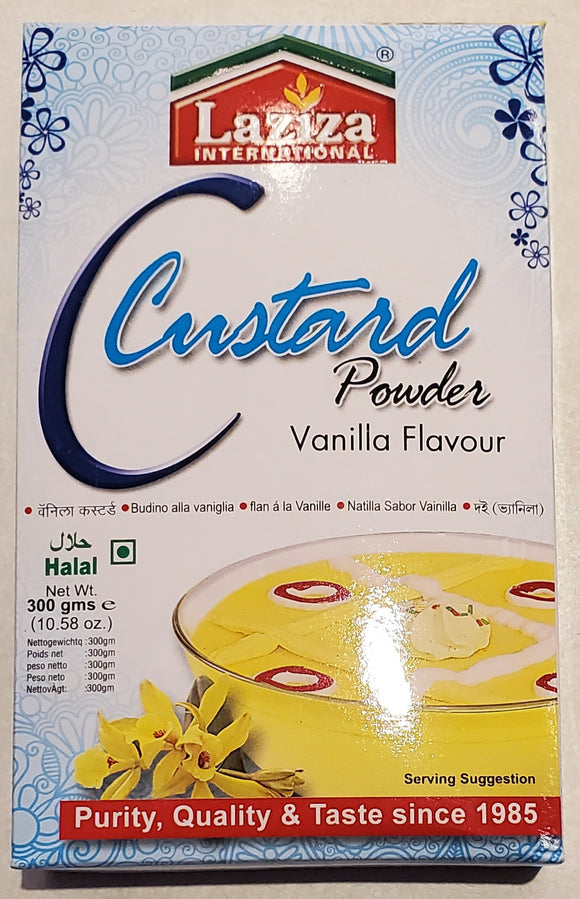 ®
Laziza
INTERNATIONAL
Custard
Powder
Vanilla Flavour
• वॅनिला कस्टर्ड • Budino alla vaniglia • flan á la Vanille • Natilla Sabor Vainilla • দই (ভ্যানিলা)
حلال
Halal
Net Wt.
300 gms e
(10.58 oz.)
Nettogewichtq :300gm
Poids net :300gm
peso netto :300gm
Peso neto :300gm
NettovÄgt: :300gm
Serving Suggestion
Purity, Quality & Taste since 1985